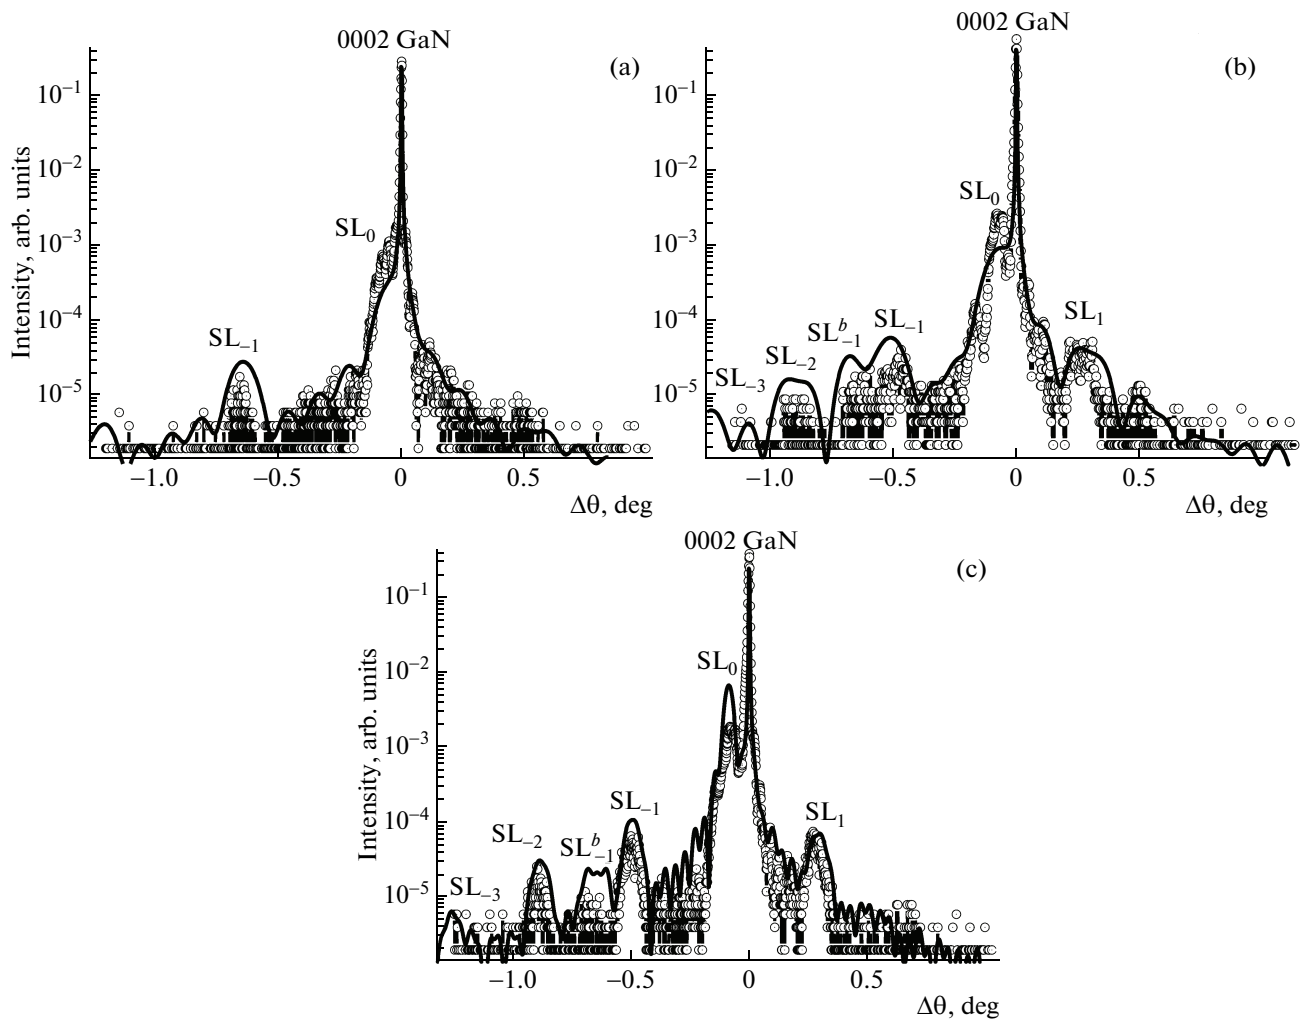 0002 GaN
(a)
10⁻¹
10⁻²
10⁻³
10⁻⁴
10⁻⁵
Intensity, arb. units
SL₀
SL₋₁
−1.0 −0.5 0 0.5
Δθ, deg
0002 GaN
(b)
10⁻¹
10⁻²
10⁻³
10⁻⁴
10⁻⁵
SL₀
SL₁
SL₋₁
SLᵇ₋₁
SL₋₂
SL₋₃
−1.0 −0.5 0 0.5
Δθ, deg
0002 GaN
(c)
10⁻¹
10⁻²
10⁻³
10⁻⁴
10⁻⁵
Intensity, arb. units
SL₀
SL₋₁
SL₁
SL₋₂
SLᵇ₋₁
SL₋₃
−1.0 −0.5 0 0.5
Δθ, deg